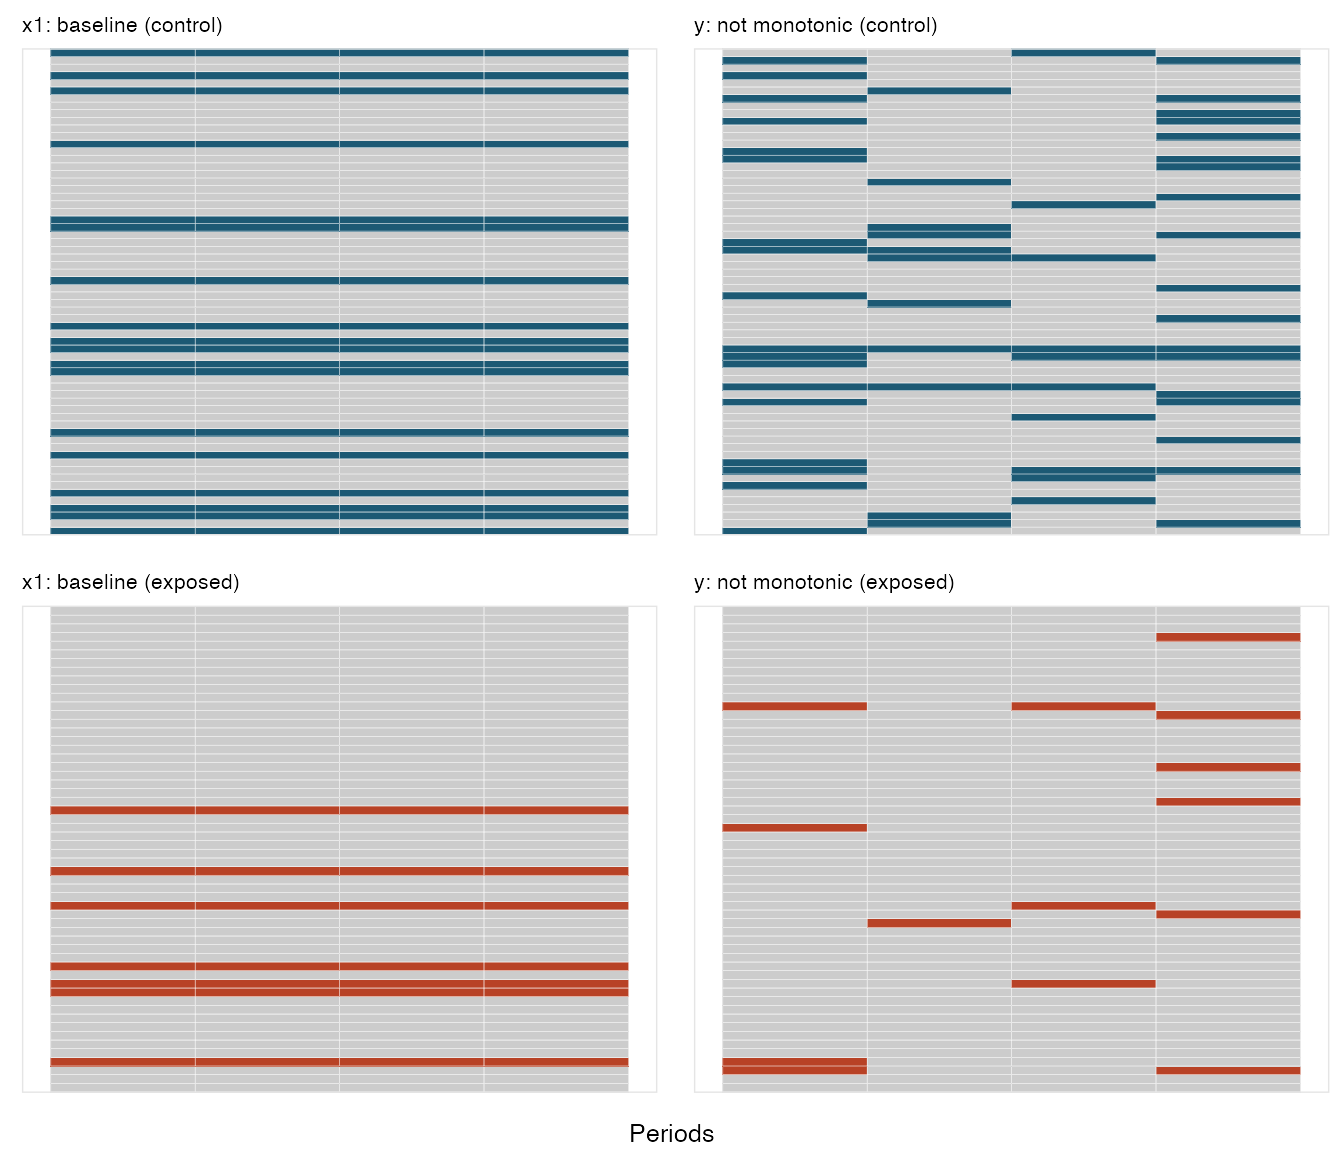 x1: baseline (control)
y: not monotonic (control)
x1: baseline (exposed)
y: not monotonic (exposed)
Periods